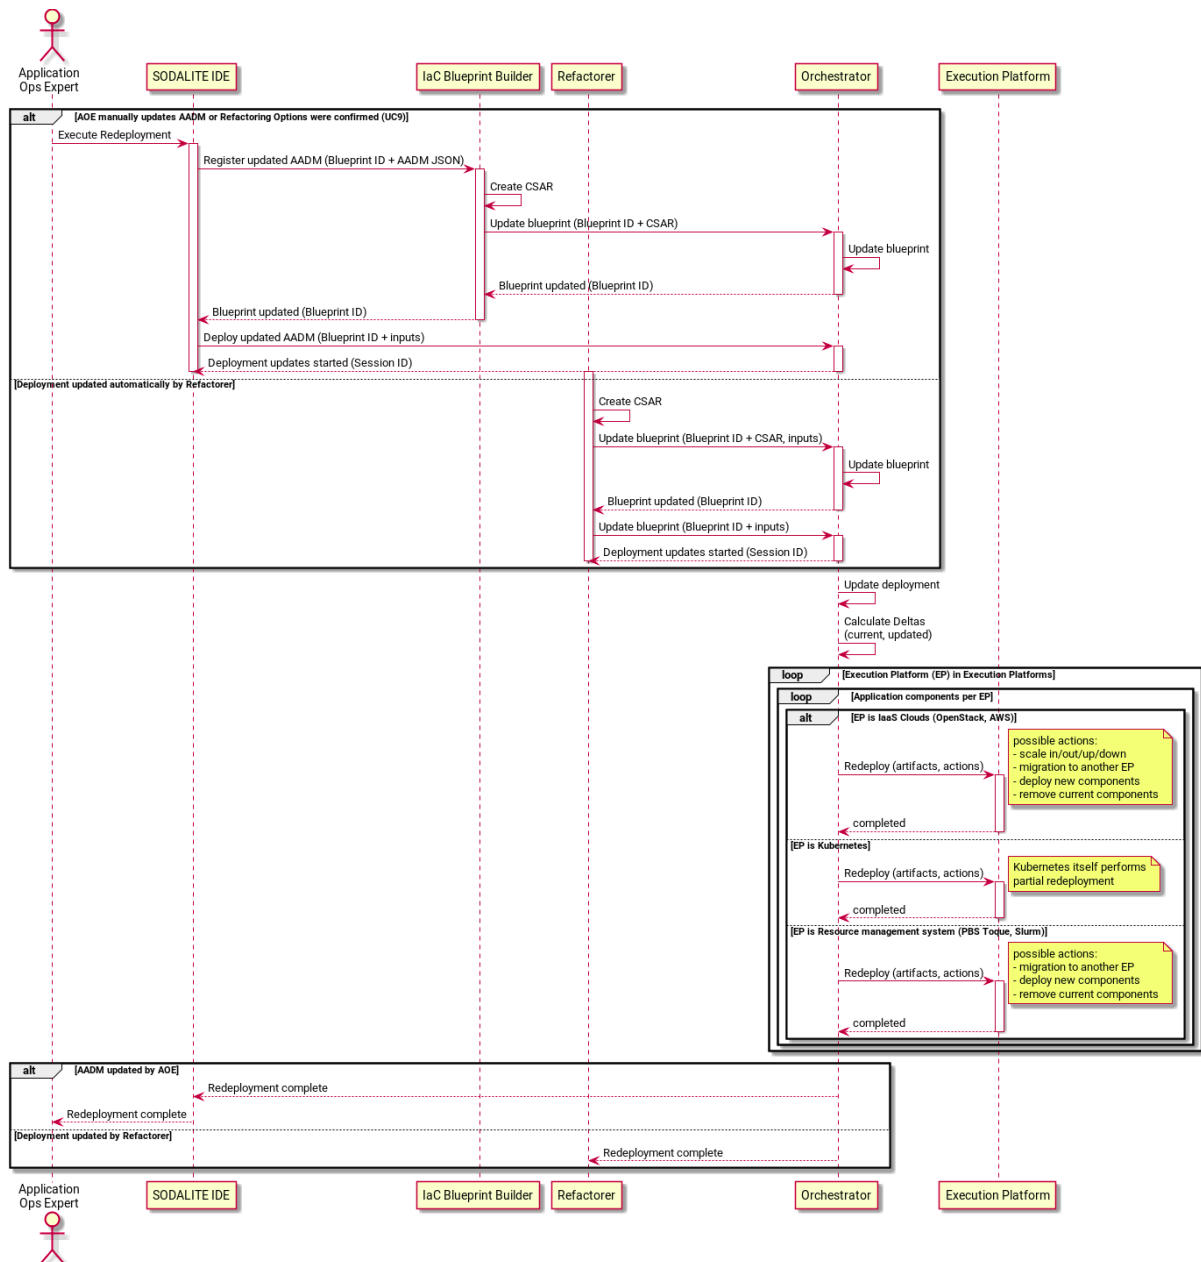 Application
Ops Expert
SODALITE IDE
IaC Blueprint Builder
Refactorer
Orchestrator
Execution Platform
alt
[AOE manually updates AADM or Refactoring Options were confirmed (UC9)]
Execute Redeployment
Register updated AADM (Blueprint ID + AADM JSON)
Create CSAR
Update blueprint (Blueprint ID + CSAR)
Update blueprint
Blueprint updated (Blueprint ID)
Blueprint updated (Blueprint ID)
Deploy updated AADM (Blueprint ID + inputs)
Deployment updates started (Session ID)
[Deployment updated automatically by Refactorer]
Create CSAR
Update blueprint (Blueprint ID + CSAR, inputs)
Update blueprint
Blueprint updated (Blueprint ID)
Update blueprint (Blueprint ID + inputs)
Deployment updates started (Session ID)
Update deployment
Calculate Deltas
(current, updated)
loop
[Execution Platform (EP) in Execution Platforms]
loop
[Application components per EP]
alt
[EP is IaaS Clouds (OpenStack, AWS)]
possible actions:
- scale in/out/up/down
- migration to another EP
- deploy new components
- remove current components
Redeploy (artifacts, actions)
completed
[EP is Kubernetes]
Kubernetes itself performs
partial redeployment
Redeploy (artifacts, actions)
completed
[EP is Resource management system (PBS Toque, Slurm)]
possible actions:
- migration to another EP
- deploy new components
- remove current components
Redeploy (artifacts, actions)
completed
alt
[AADM updated by AOE]
Redeployment complete
Redeployment complete
[Deployment updated by Refactorer]
Redeployment complete
Application
Ops Expert
SODALITE IDE
IaC Blueprint Builder
Refactorer
Orchestrator
Execution Platform